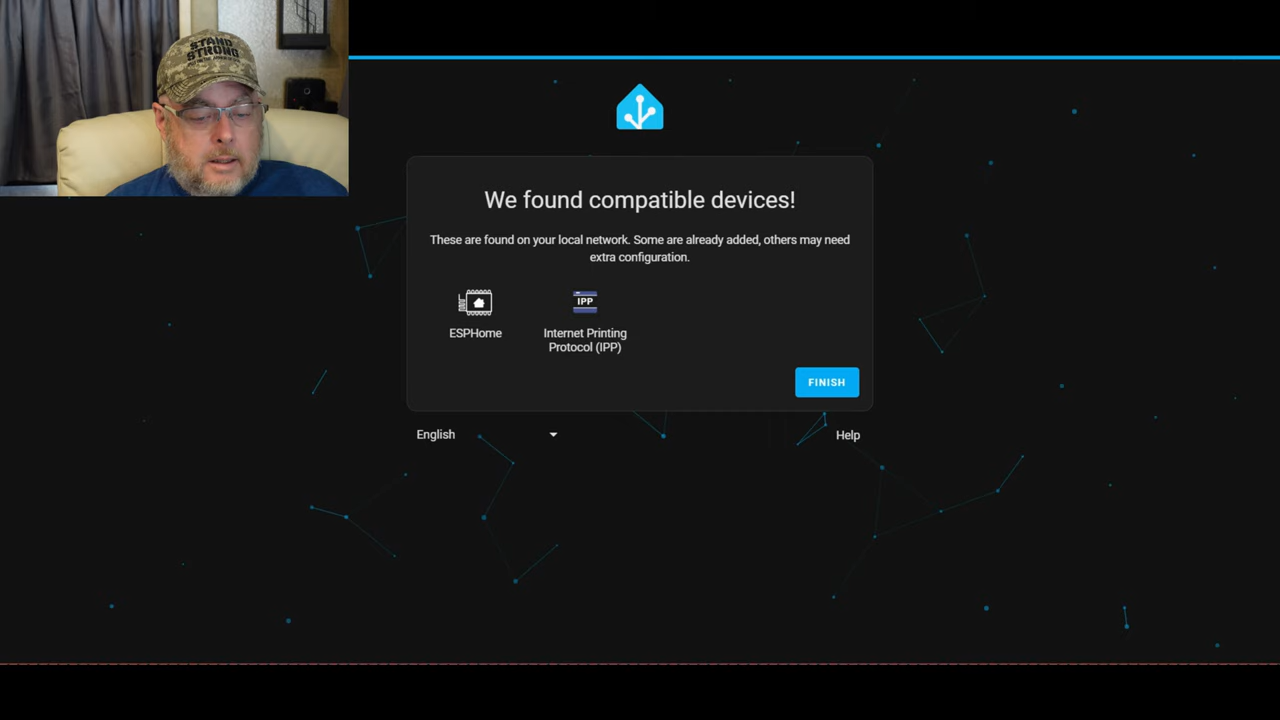 STAND
STRONG
We found compatible devices!
These are found on your local network. Some are already added, others may need
extra configuration.
IPP
ESPHome
Internet Printing
Protocol (IPP)
FINISH
English
Help